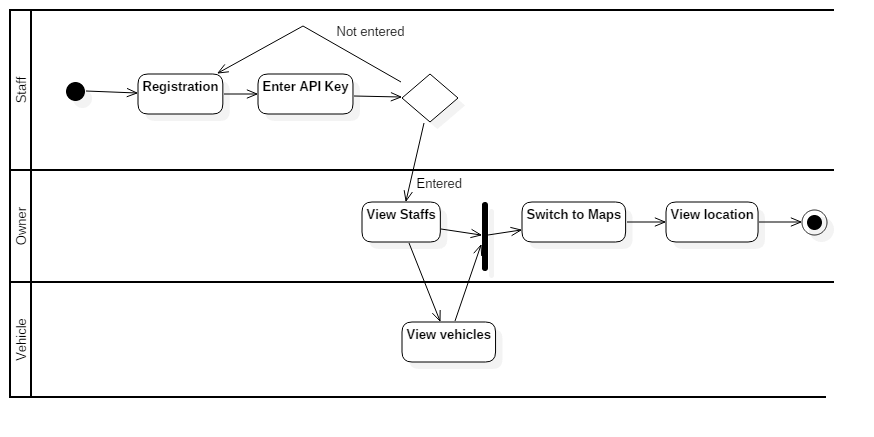 Staff
Not entered
Registration
Enter API Key
Entered
Owner
View Staffs
Switch to Maps
View location
Vehicle
View vehicles